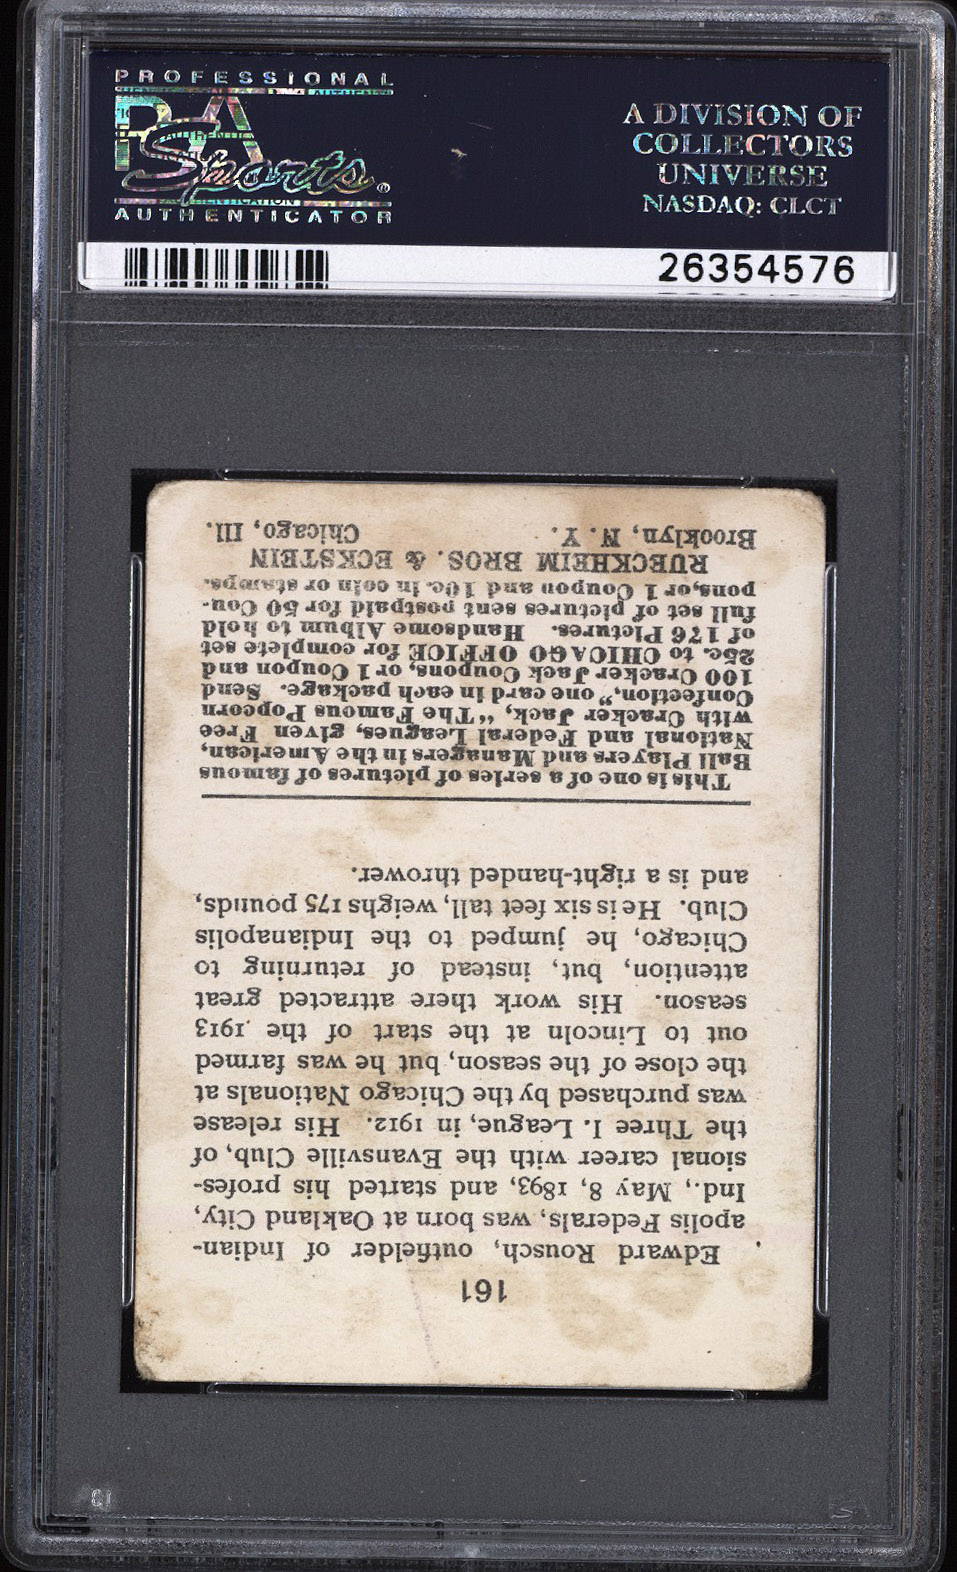 PROFESSIONAL
PSA
Sports®
AUTHENTICATOR
A DIVISION OF
COLLECTORS
UNIVERSE
NASDAQ: CLCT
26354576
161
Edward Rousch, outfielder of Indian-
apolis Federals, was born at Oakland City,
Ind., May 8, 1893, and started his profes-
sional career with the Evansville Club, of
the Three I. League, in 1912. His release
was purchased by the Chicago Nationals at
the close of the season, but he was farmed
out to Lincoln at the start of the 1913
season. His work there attracted great
attention, but, instead of returning to
Chicago, he jumped to the Indianapolis
Club. He is six feet tall, weighs 175 pounds,
and is a right-handed thrower.
This is one of a series of pictures of famous
Ball Players and Managers in the American,
National and Federal Leagues, given Free
with Cracker Jack, "The Famous Popcorn
Confection," one card in each package. Send
100 Cracker Jack Coupons, or 1 Coupon and
25c. to CHICAGO OFFICE for complete set
of 176 Pictures. Handsome Album to hold
full set of pictures sent postpaid for 50 Cou-
pons, or 1 Coupon and 10c. in coin or stamps.
RUECKHEIM BROS. & ECKSTEIN
Brooklyn, N. Y. Chicago, Ill.